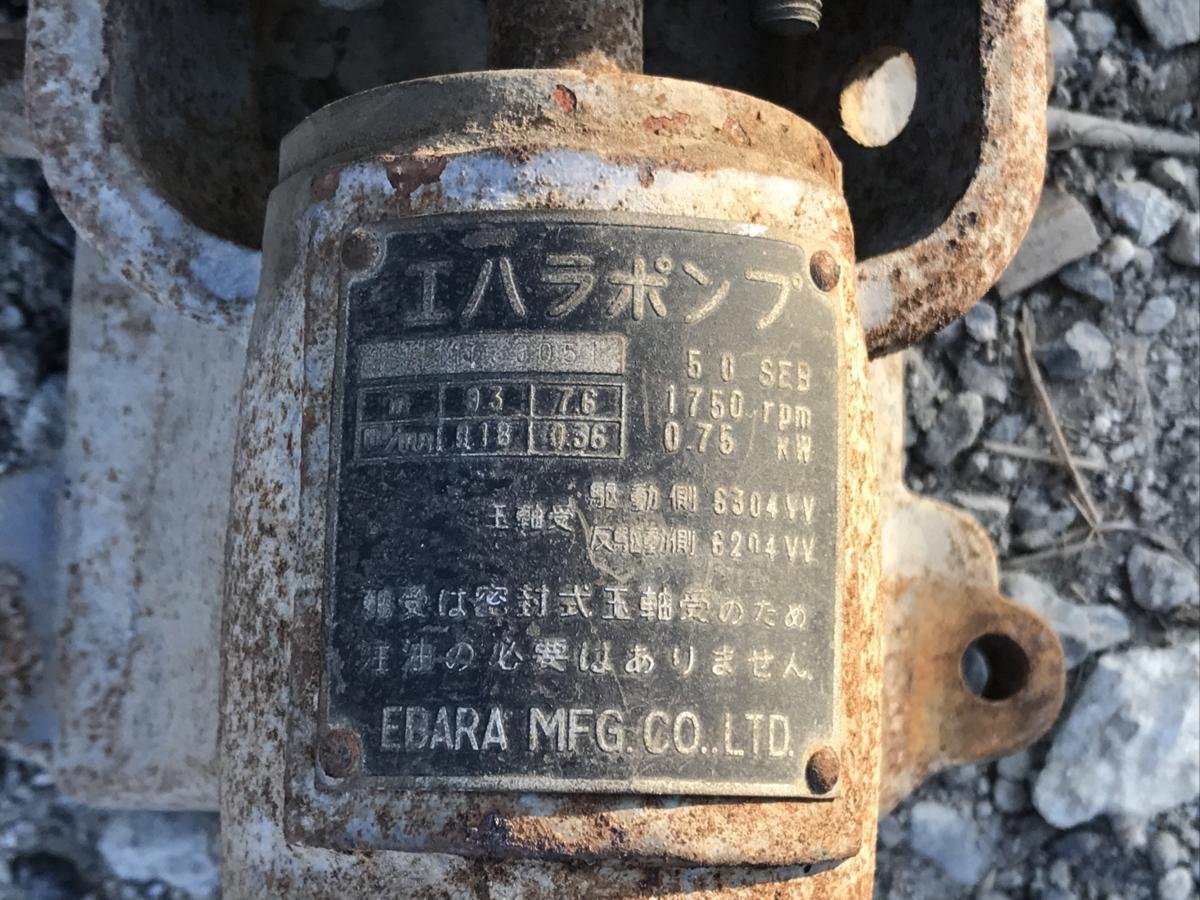 エハラポンプ
50 SEB
m 93 7.6 1750 rpm
0.18 0.36 0.75 KW
玉軸受 駆動側 6304VV
反駆動側 6204VV
軸受は密封式玉軸受のため
注油の必要はありません.
EBARA MFG. CO., LTD.